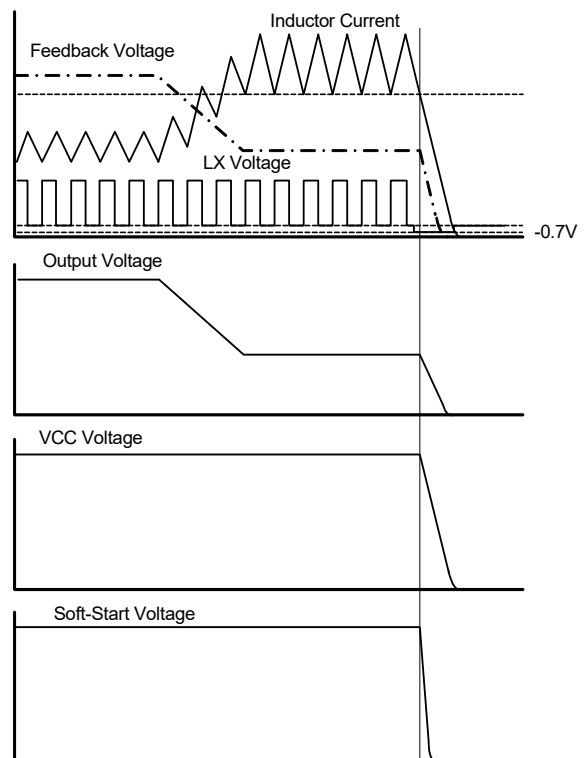 Inductor Current
Feedback Voltage
LX Voltage
-0.7V
Output Voltage
VCC Voltage
Soft-Start Voltage